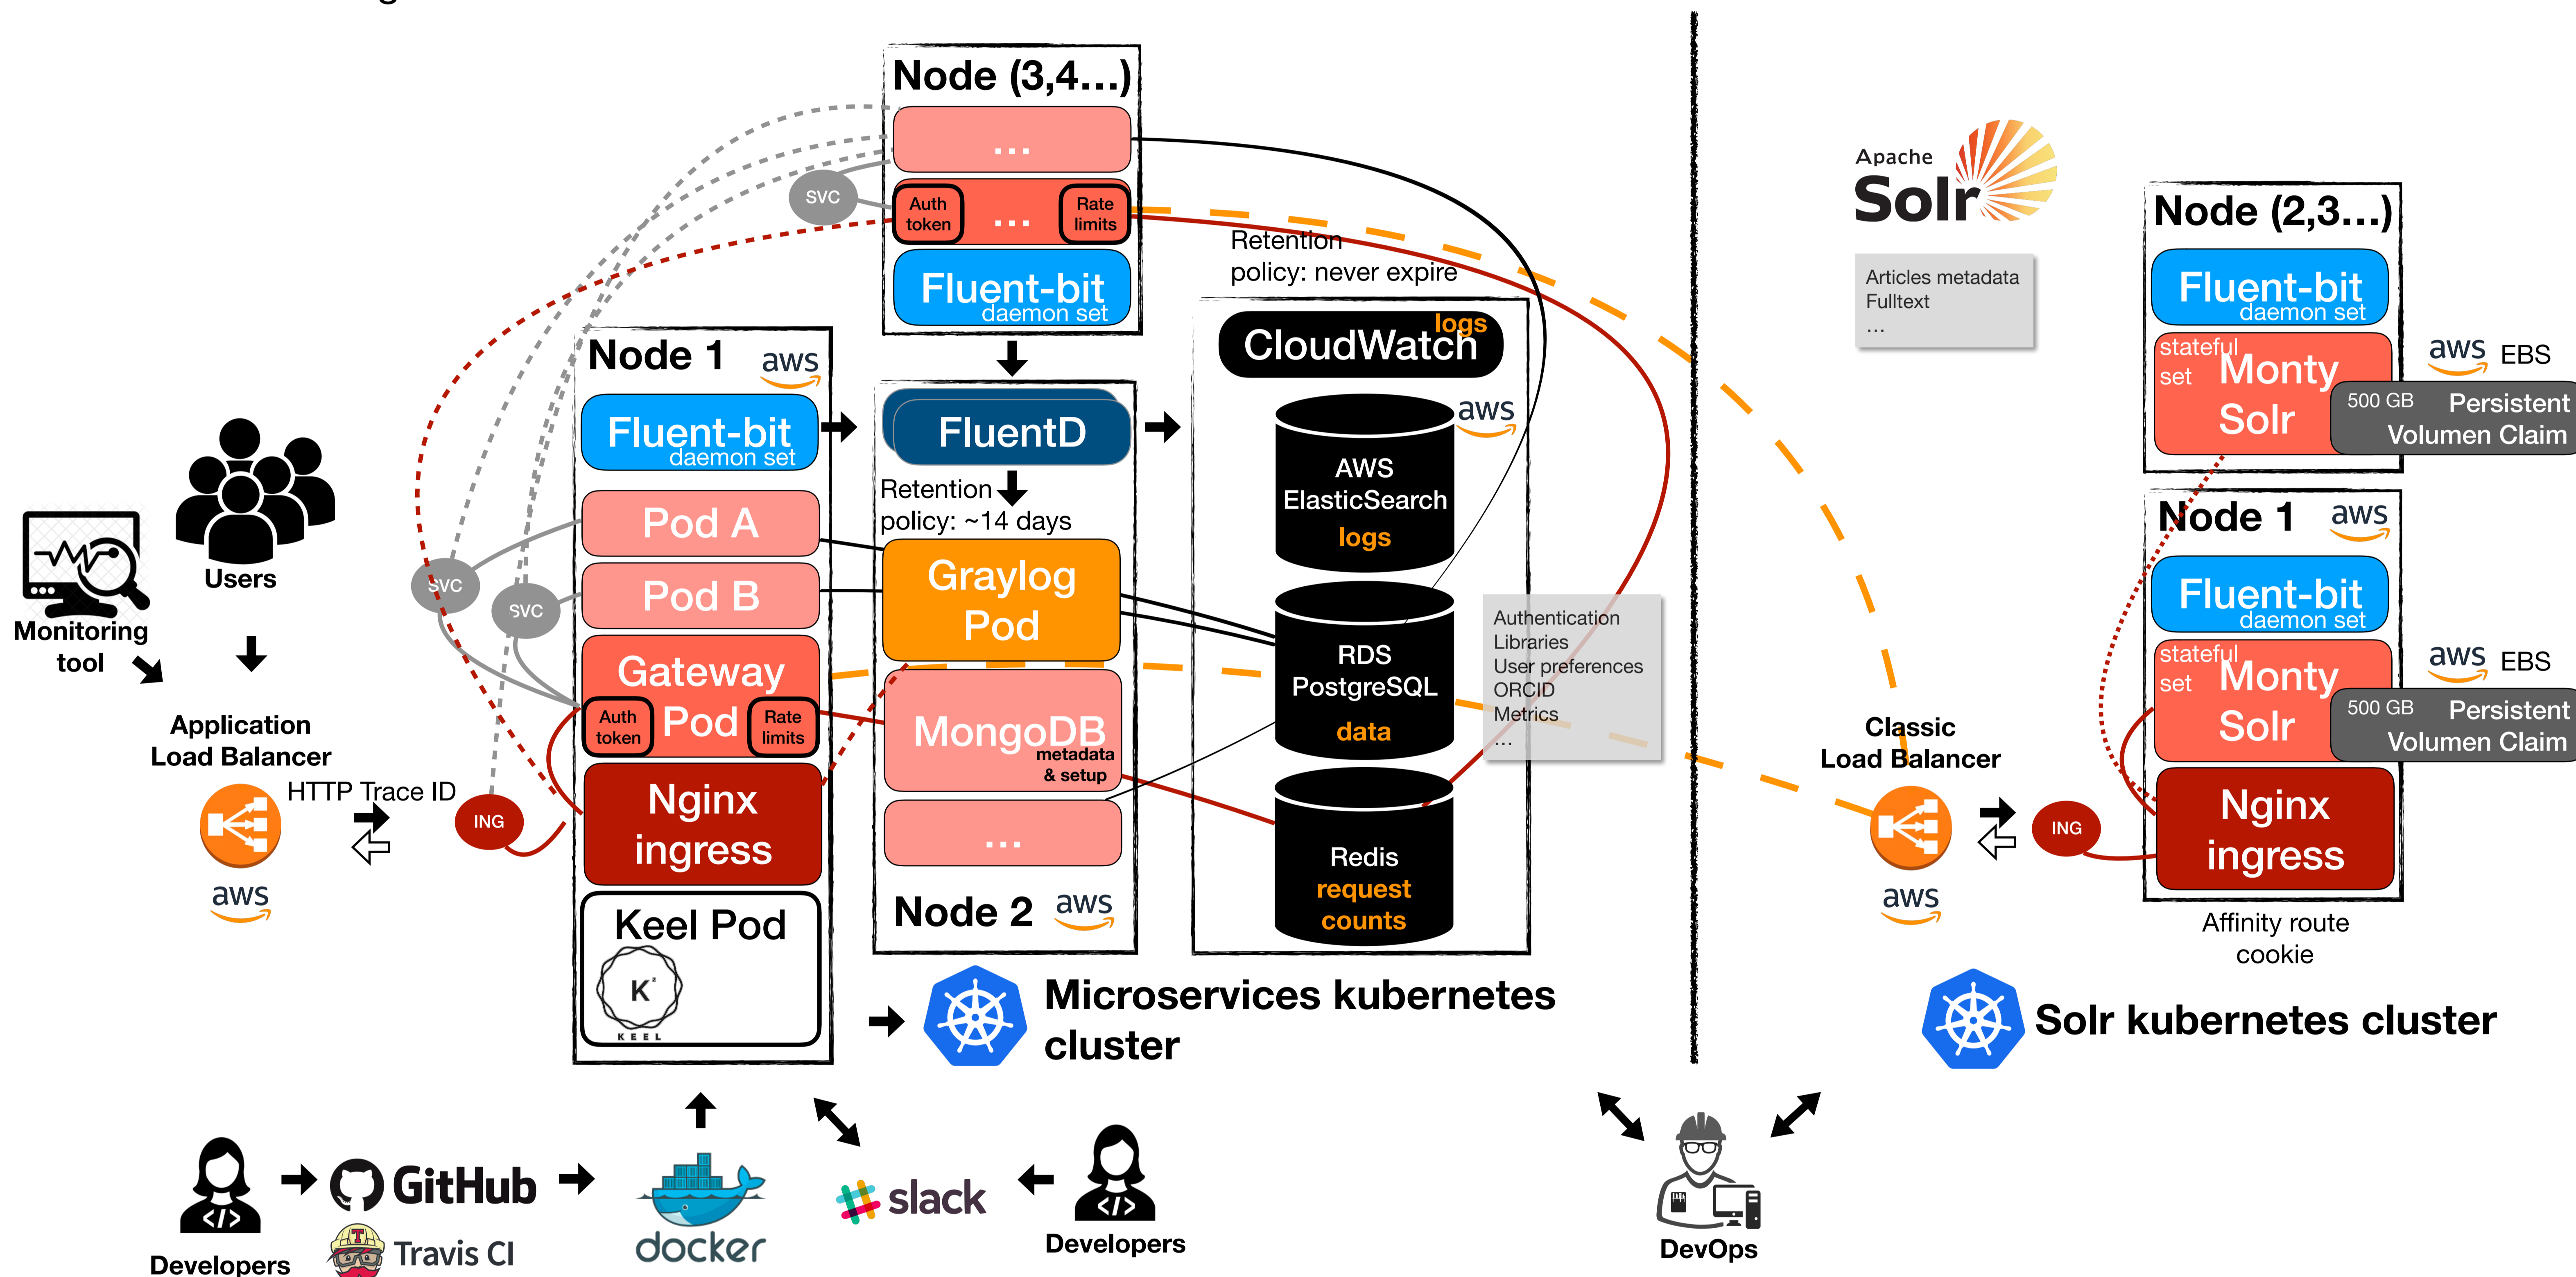 Node (3,4...)
...
SVC
Auth
token
...
Rate
limits
Fluent-bit
daemon set
Retention
policy: never expire
Node 1
aws
Fluent-bit
daemon set
Pod A
Pod B
Gateway
Pod
Auth
token
Rate
limits
Nginx
ingress
Keel Pod
K²
KEEL
SVC
SVC
Users
Monitoring
tool
Application
Load Balancer
HTTP Trace ID
ING
aws
FluentD
Retention
policy: ~14 days
Graylog
Pod
MongoDB
metadata
& setup
...
Node 2
aws
CloudWatch
logs
aws
AWS
ElasticSearch
logs
RDS
PostgreSQL
data
Redis
request
counts
Authentication
Libraries
User preferences
ORCID
Metrics
...
Microservices kubernetes
cluster
Apache
Solr
Articles metadata
Fulltext
...
Node (2,3...)
Fluent-bit
daemon set
stateful
set
Monty
Solr
aws EBS
500 GB Persistent
Volumen Claim
Node 1
aws
Fluent-bit
daemon set
stateful
set
Monty
Solr
aws EBS
500 GB Persistent
Volumen Claim
Nginx
ingress
Classic
Load Balancer
ING
aws
Affinity route
cookie
Solr kubernetes cluster
Developers
GitHub
Travis CI
docker
slack
Developers
DevOps